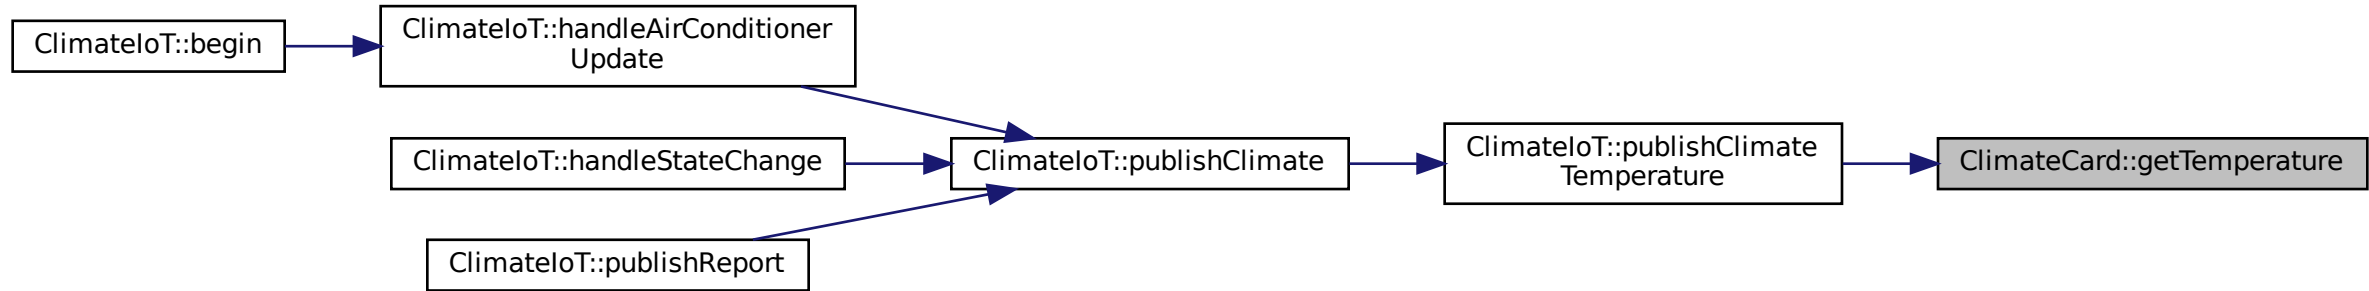 ClimateIoT::begin
ClimateIoT::handleAirConditioner
Update
ClimateIoT::handleStateChange
ClimateIoT::publishReport
ClimateIoT::publishClimate
ClimateIoT::publishClimate
Temperature
ClimateCard::getTemperature